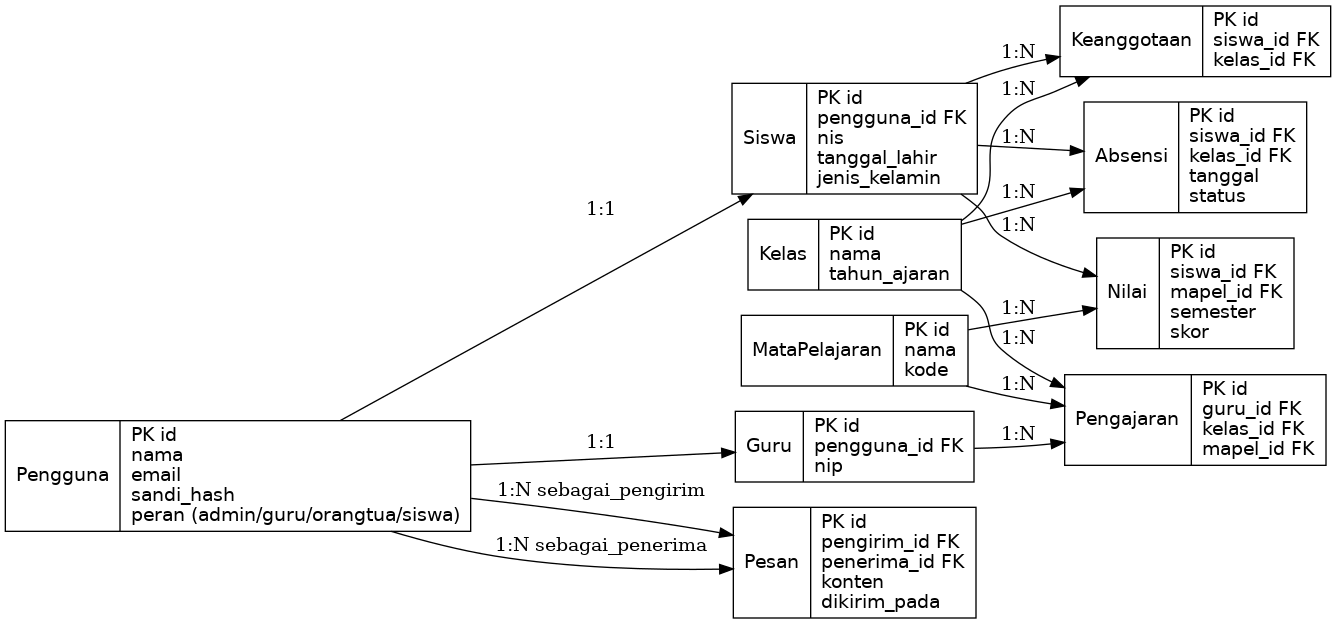 Keanggotaan
PK id
siswa_id FK
kelas_id FK
1:N
1:N
Siswa
PK id
pengguna_id FK
nis
tanggal_lahir
jenis_kelamin
1:N
Absensi
PK id
siswa_id FK
kelas_id FK
tanggal
status
1:1
1:N
1:N
Kelas
PK id
nama
tahun_ajaran
Nilai
PK id
siswa_id FK
mapel_id FK
semester
skor
1:N
1:N
MataPelajaran
PK id
nama
kode
1:N
Pengajaran
PK id
guru_id FK
kelas_id FK
mapel_id FK
Pengguna
PK id
nama
email
sandi_hash
peran (admin/guru/orangtua/siswa)
1:1
Guru
PK id
pengguna_id FK
nip
1:N
1:N sebagai_pengirim
1:N sebagai_penerima
Pesan
PK id
pengirim_id FK
penerima_id FK
konten
dikirim_pada